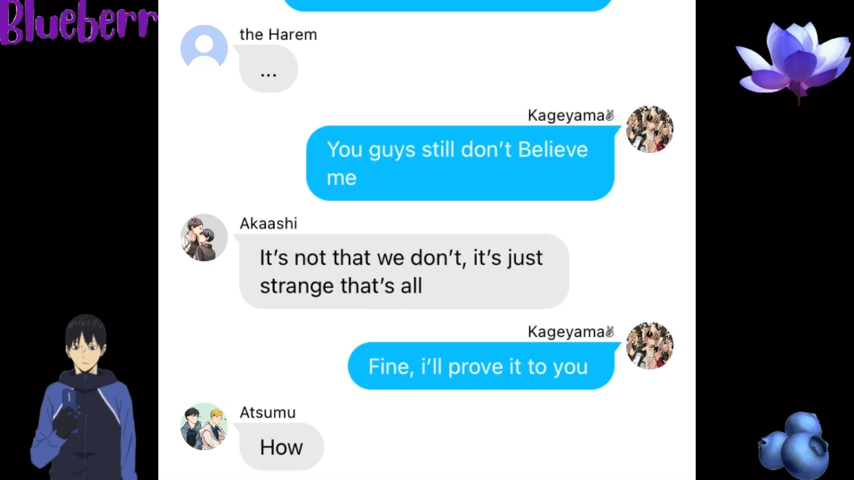 Blueberr
the Harem
...
Kageyama✌
You guys still don't Believe
me
Akaashi
It's not that we don't, it's just
strange that's all
Kageyama✌
Fine, i'll prove it to you
Atsumu
How